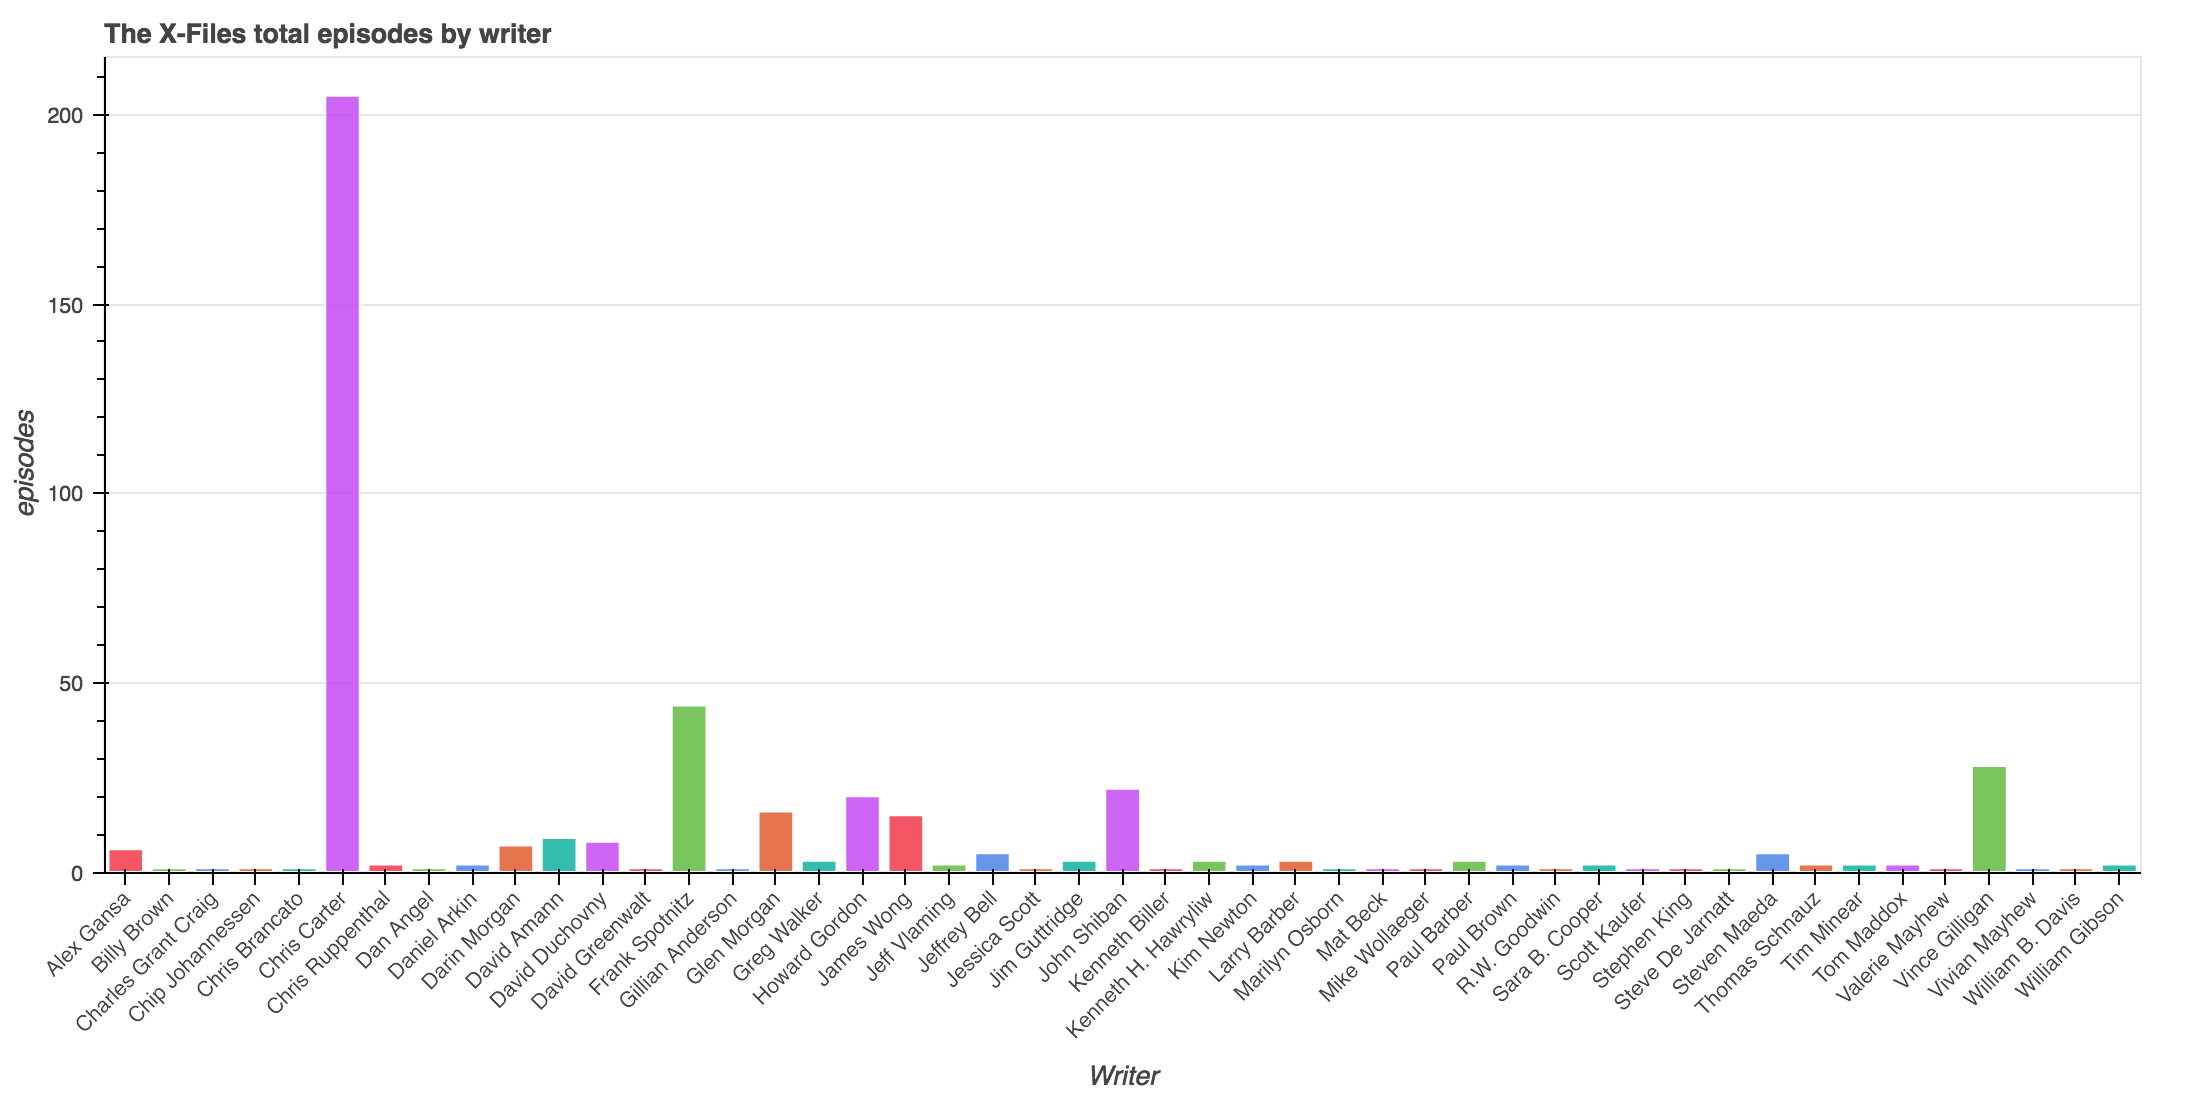 The X-Files total episodes by writer
200
150
100
50
0
episodes
Alex Gansa
Billy Brown
Charles Grant Craig
Chip Johannessen
Chris Brancato
Chris Carter
Chris Ruppenthal
Dan Angel
Daniel Arkin
Darin Morgan
David Amann
David Duchovny
David Greenwalt
Frank Spotnitz
Gillian Anderson
Glen Morgan
Greg Walker
Howard Gordon
James Wong
Jeff Vlaming
Jeffrey Bell
Jessica Scott
Jim Guttridge
John Shiban
Kenneth Biller
Kenneth H. Hawryliw
Kim Newton
Larry Barber
Marilyn Osborn
Mat Beck
Mike Wollaeger
Paul Barber
Paul Brown
R.W. Goodwin
Sara B. Cooper
Scott Kaufer
Stephen King
Steve De Jarnatt
Steven Maeda
Thomas Schnauz
Tim Minear
Tom Maddox
Valerie Mayhew
Vince Gilligan
Vivian Mayhew
William B. Davis
William Gibson
Writer